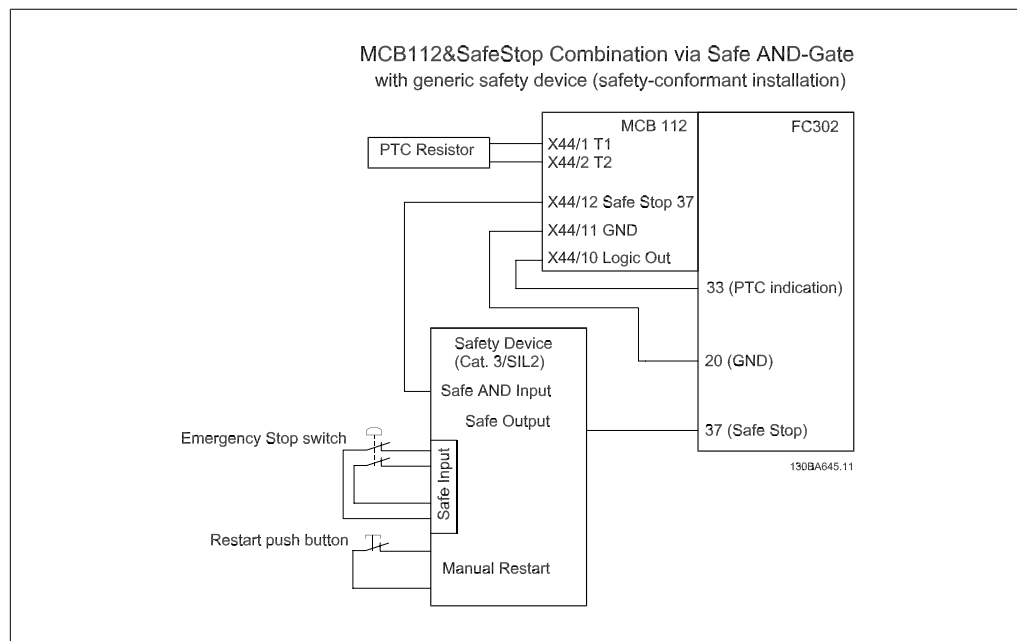 MCB112&SafeStop Combination via Safe AND-Gate
with generic safety device (safety-conformant installation)
MCB 112
FC302
PTC Resistor
X44/1 T1
X44/2 T2
X44/12 Safe Stop 37
X44/11 GND
X44/10 Logic Out
33 (PTC indication)
Safety Device
(Cat. 3/SIL2)
20 (GND)
Safe AND Input
Safe Output
37 (Safe Stop)
Emergency Stop switch
Safe Input
130BA645.11
Restart push button
Manual Restart